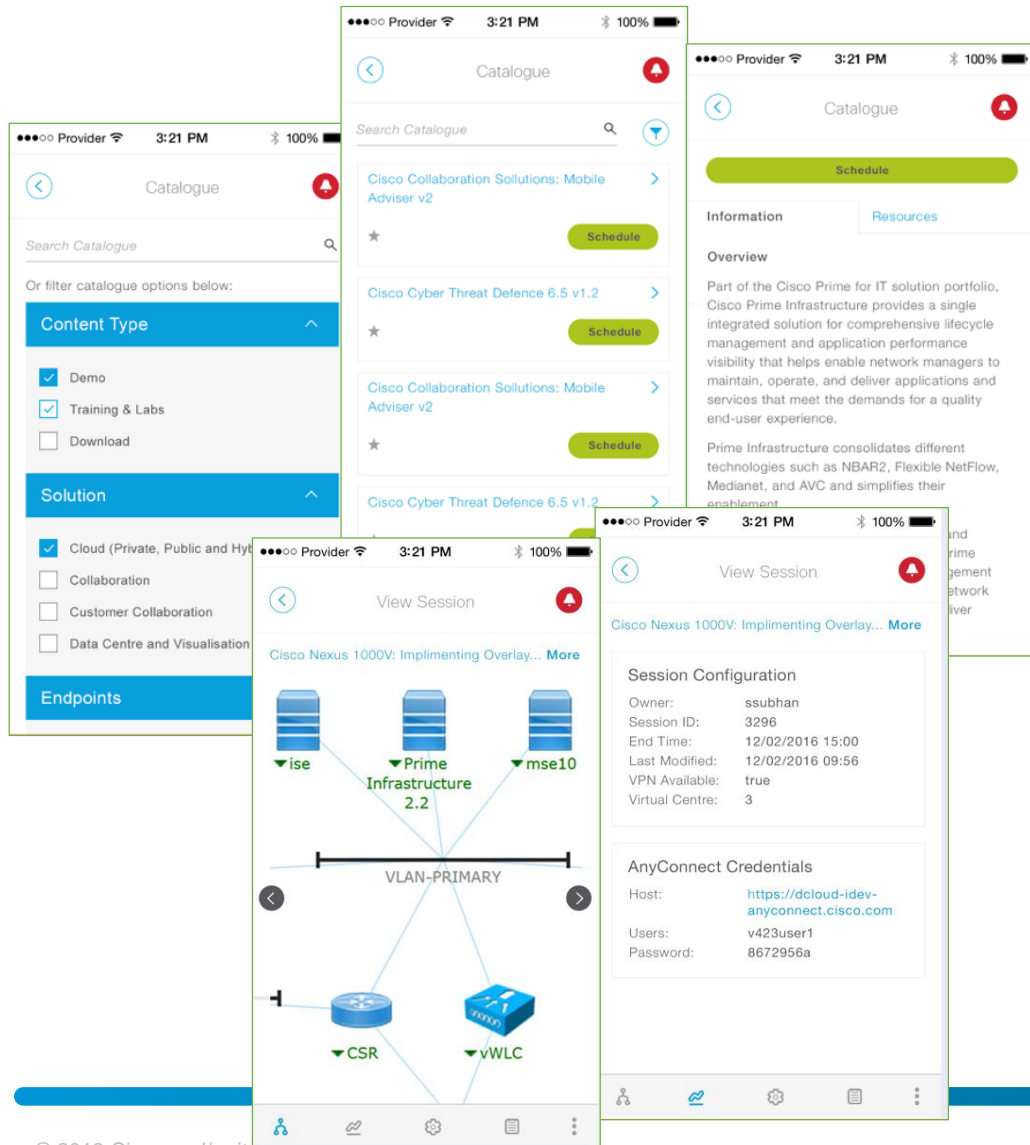 Provider 3:21 PM 100%
Catalogue
Search Catalogue
Or filter catalogue options below:
Content Type
Demo
Training & Labs
Download
Solution
Cloud (Private, Public and Hyb
Collaboration
Customer Collaboration
Data Centre and Visualisation
Endpoints
Provider 3:21 PM 100%
Catalogue
Search Catalogue
Cisco Collaboration Sollutions: Mobile
Adviser v2
Schedule
Cisco Cyber Threat Defence 6.5 v1.2
Schedule
Cisco Collaboration Sollutions: Mobile
Adviser v2
Schedule
Cisco Cyber Threat Defence 6.5 v1.2
Provider 3:21 PM 100%
Catalogue
Schedule
Information Resources
Overview
Part of the Cisco Prime for IT solution portfolio,
Cisco Prime Infrastructure provides a single
integrated solution for comprehensive lifecycle
management and application performance
visibility that helps enable network managers to
maintain, operate, and deliver applications and
services that meet the demands for a quality
end-user experience.
Prime Infrastructure consolidates different
technologies such as NBAR2, Flexible NetFlow,
Medianet, and AVC and simplifies their
enablement
Provider 3:21 PM 100%
View Session
Cisco Nexus 1000V: Implimenting Overlay... More
ise
Prime
Infrastructure
2.2
mse10
VLAN-PRIMARY
CSR
vWLC
Provider 3:21 PM 100%
View Session
Cisco Nexus 1000V: Implimenting Overlay... More
Session Configuration
Owner: ssubhan
Session ID: 3296
End Time: 12/02/2016 15:00
Last Modified: 12/02/2016 09:56
VPN Available: true
Virtual Centre: 3
AnyConnect Credentials
Host: https://dcloud-idev-
anyconnect.cisco.com
Users: v423user1
Password: 8672956a